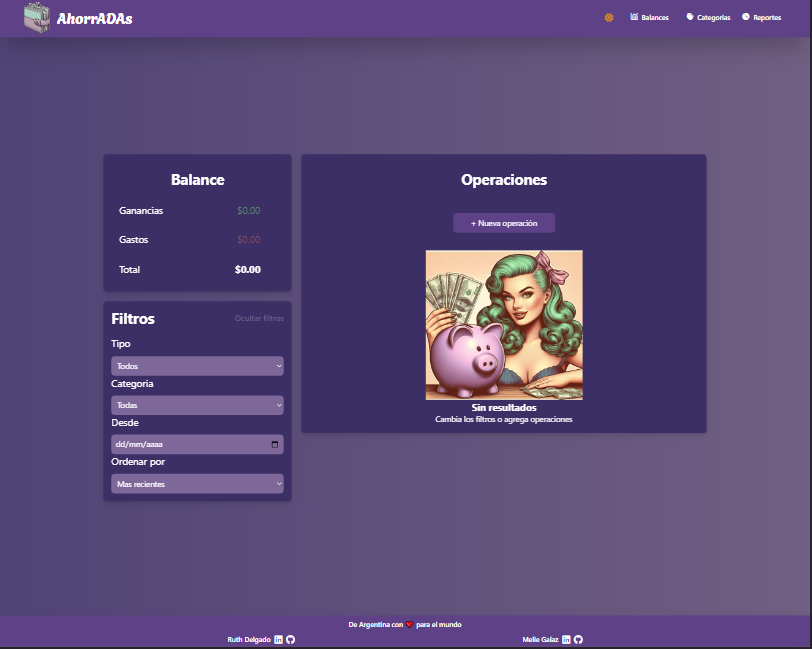 AhorrADAs
Balances
Categorías
Reportes
Balance
Ganancias $0.00
Gastos $0.00
Total $0.00
Filtros Ocultar filtros
Tipo
Todos
Categoria
Todas
Desde
dd/mm/aaaa
Ordenar por
Mas recientes
Operaciones
+ Nueva operación
Sin resultados
Cambia los filtros o agrega operaciones
De Argentina con ❤️ para el mundo
Ruth Delgado
Melie Galaz